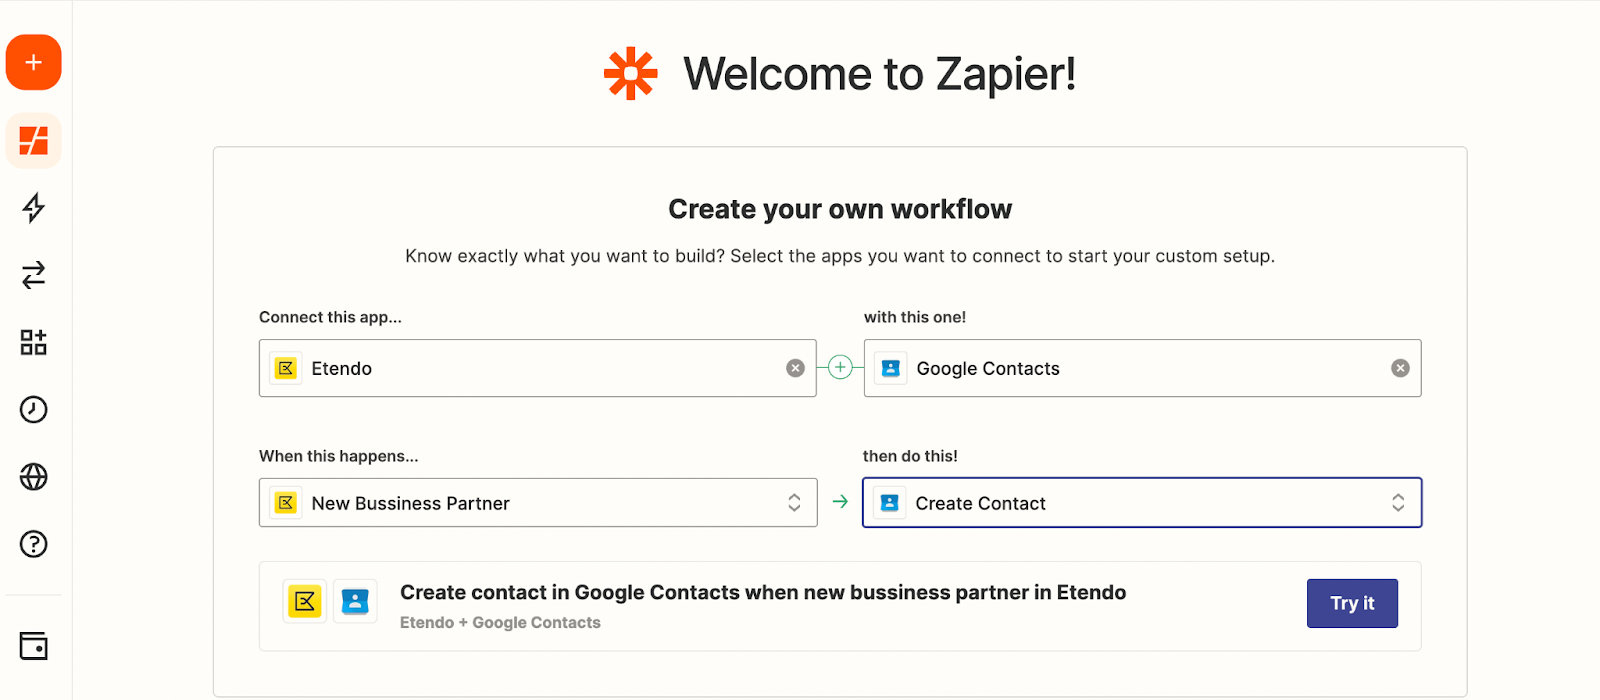 Welcome to Zapier!
Create your own workflow
Know exactly what you want to build? Select the apps you want to connect to start your custom setup.
Connect this app...
with this one!
Etendo
Google Contacts
When this happens...
then do this!
New Bussiness Partner
Create Contact
Create contact in Google Contacts when new bussiness partner in Etendo
Etendo + Google Contacts
Try it